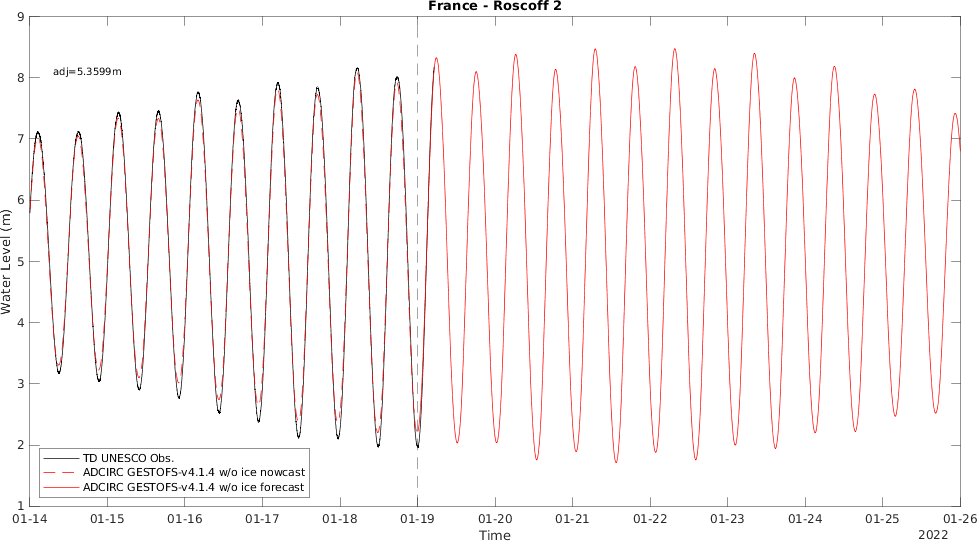 France - Roscoff 2
9
8
7
6
5
4
3
2
1
Water Level (m)
adj=5.3599m
TD UNESCO Obs.
ADCIRC GESTOFS-v4.1.4 w/o ice nowcast
ADCIRC GESTOFS-v4.1.4 w/o ice forecast
01-14 01-15 01-16 01-17 01-18 01-19 01-20 01-21 01-22 01-23 01-24 01-25 01-26
Time
2022